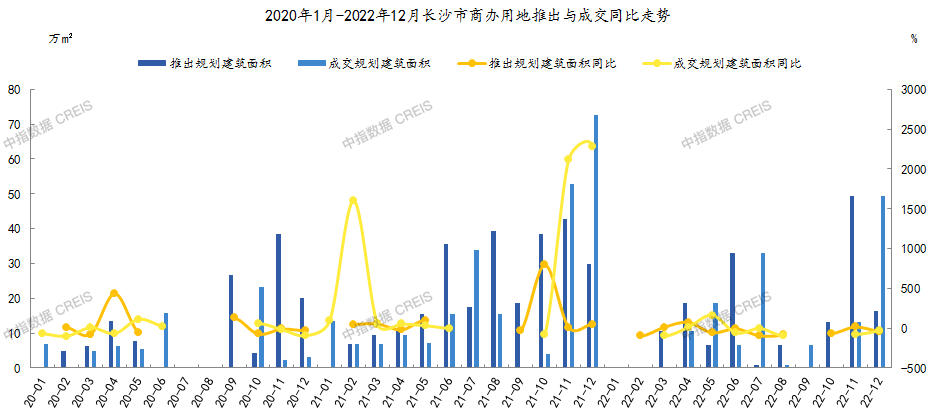 2020年1月-2022年12月长沙市商办用地推出与成交同比走势
万㎡ %
推出规划建筑面积 成交规划建筑面积 推出规划建筑面积同比 成交规划建筑面积同比
80 3000
70 2500
60 2000
50 1500
40 1000
30 500
20 0
10 -500
0
中指数据 CREIS 中指数据 CREIS 中指数据 CREIS
中指数据 CREIS 中指数据 CREIS 中指数据 CREIS
20-01 20-02 20-03 20-04 20-05 20-06 20-07 20-08 20-09 20-10 20-11 20-12 21-01 21-02 21-03 21-04 21-05 21-06 21-07 21-08 21-09 21-10 21-11 21-12 22-01 22-02 22-03 22-04 22-05 22-06 22-07 22-08 22-09 22-10 22-11 22-12